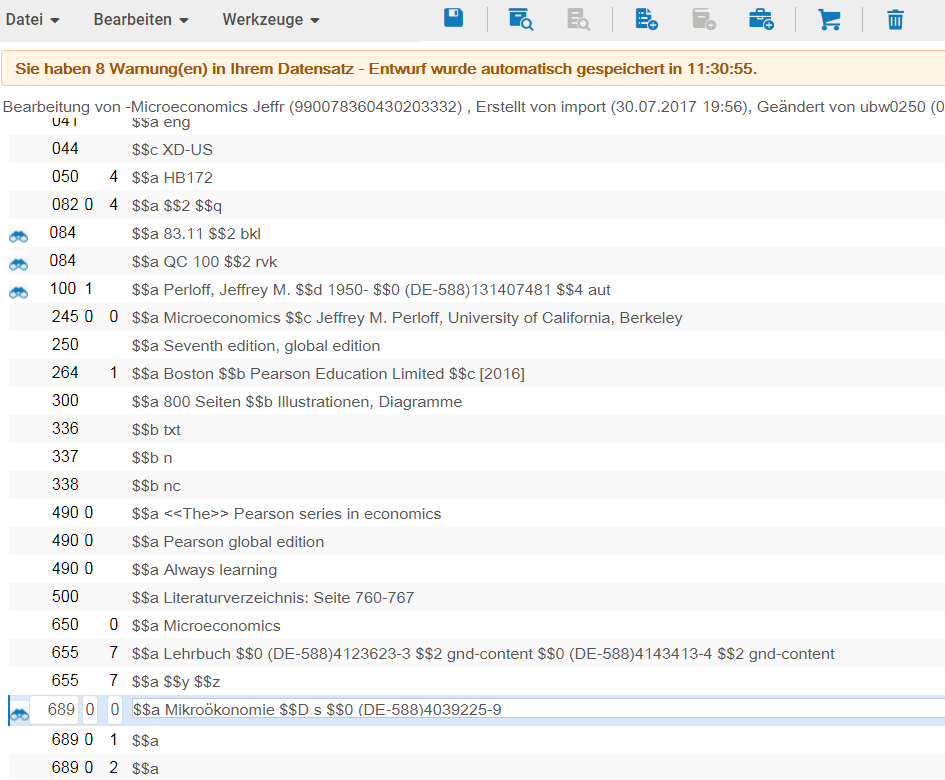 Datei Bearbeiten Werkzeuge
Sie haben 8 Warnung(en) in Ihrem Datensatz - Entwurf wurde automatisch gespeichert in 11:30:55.
Bearbeitung von -Microeconomics Jeffr (990078360430203332) , Erstellt von import (30.07.2017 19:56), Geändert von ubw0250 (0
041 $$a eng
044 $$c XD-US
050 4 $$a HB172
082 0 4 $$a $$2 $$q
084 $$a 83.11 $$2 bkl
084 $$a QC 100 $$2 rvk
100 1 $$a Perloff, Jeffrey M. $$d 1950- $$0 (DE-588)131407481 $$4 aut
245 0 0 $$a Microeconomics $$c Jeffrey M. Perloff, University of California, Berkeley
250 $$a Seventh edition, global edition
264 1 $$a Boston $$b Pearson Education Limited $$c [2016]
300 $$a 800 Seiten $$b Illustrationen, Diagramme
336 $$b txt
337 $$b n
338 $$b nc
490 0 $$a <<The>> Pearson series in economics
490 0 $$a Pearson global edition
490 0 $$a Always learning
500 $$a Literaturverzeichnis: Seite 760-767
650 0 $$a Microeconomics
655 7 $$a Lehrbuch $$0 (DE-588)4123623-3 $$2 gnd-content $$0 (DE-588)4143413-4 $$2 gnd-content
655 7 $$a $$y $$z
689 0 0 $$a Mikroökonomie $$D s $$0 (DE-588)4039225-9
689 0 1 $$a
689 0 2 $$a